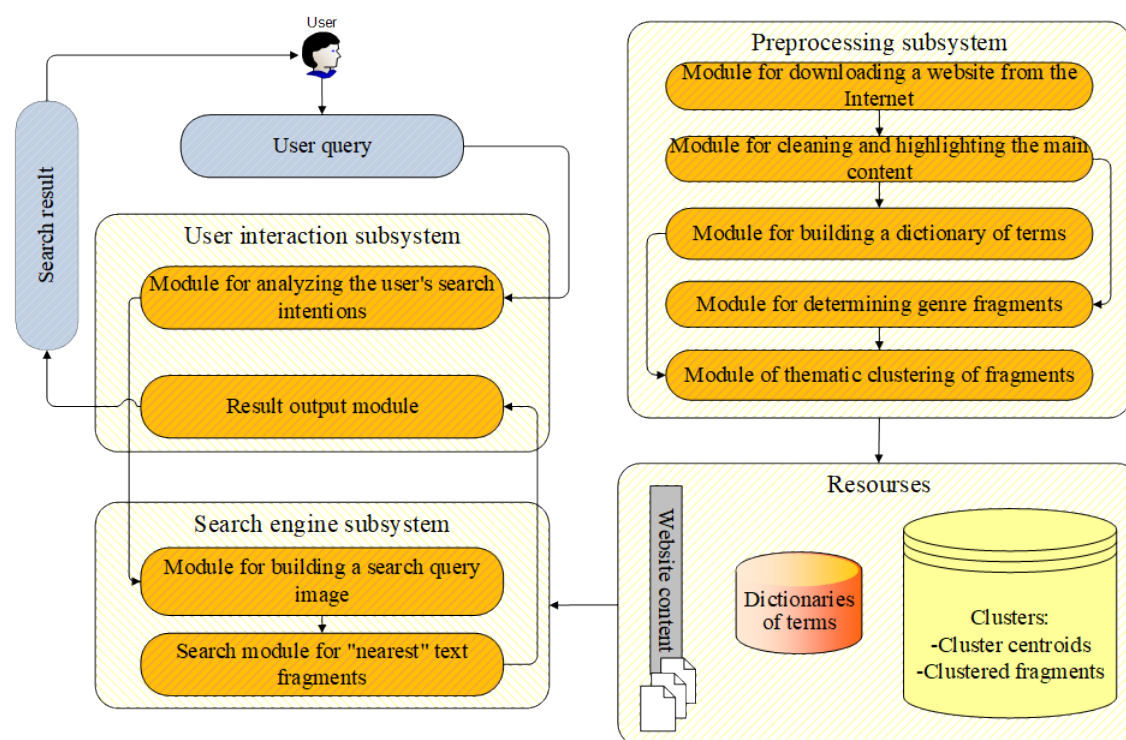 User
User query
Search result
User interaction subsystem
Module for analyzing the user's search
intentions
Result output module
Search engine subsystem
Module for building a search query
image
Search module for "nearest" text
fragments
Preprocessing subsystem
Module for downloading a website from the
Internet
Module for cleaning and highlighting the main
content
Module for building a dictionary of terms
Module for determining genre fragments
Module of thematic clustering of fragments
Resourses
Website content
Dictionaries
of terms
Clusters:
-Cluster centroids
-Clustered fragments